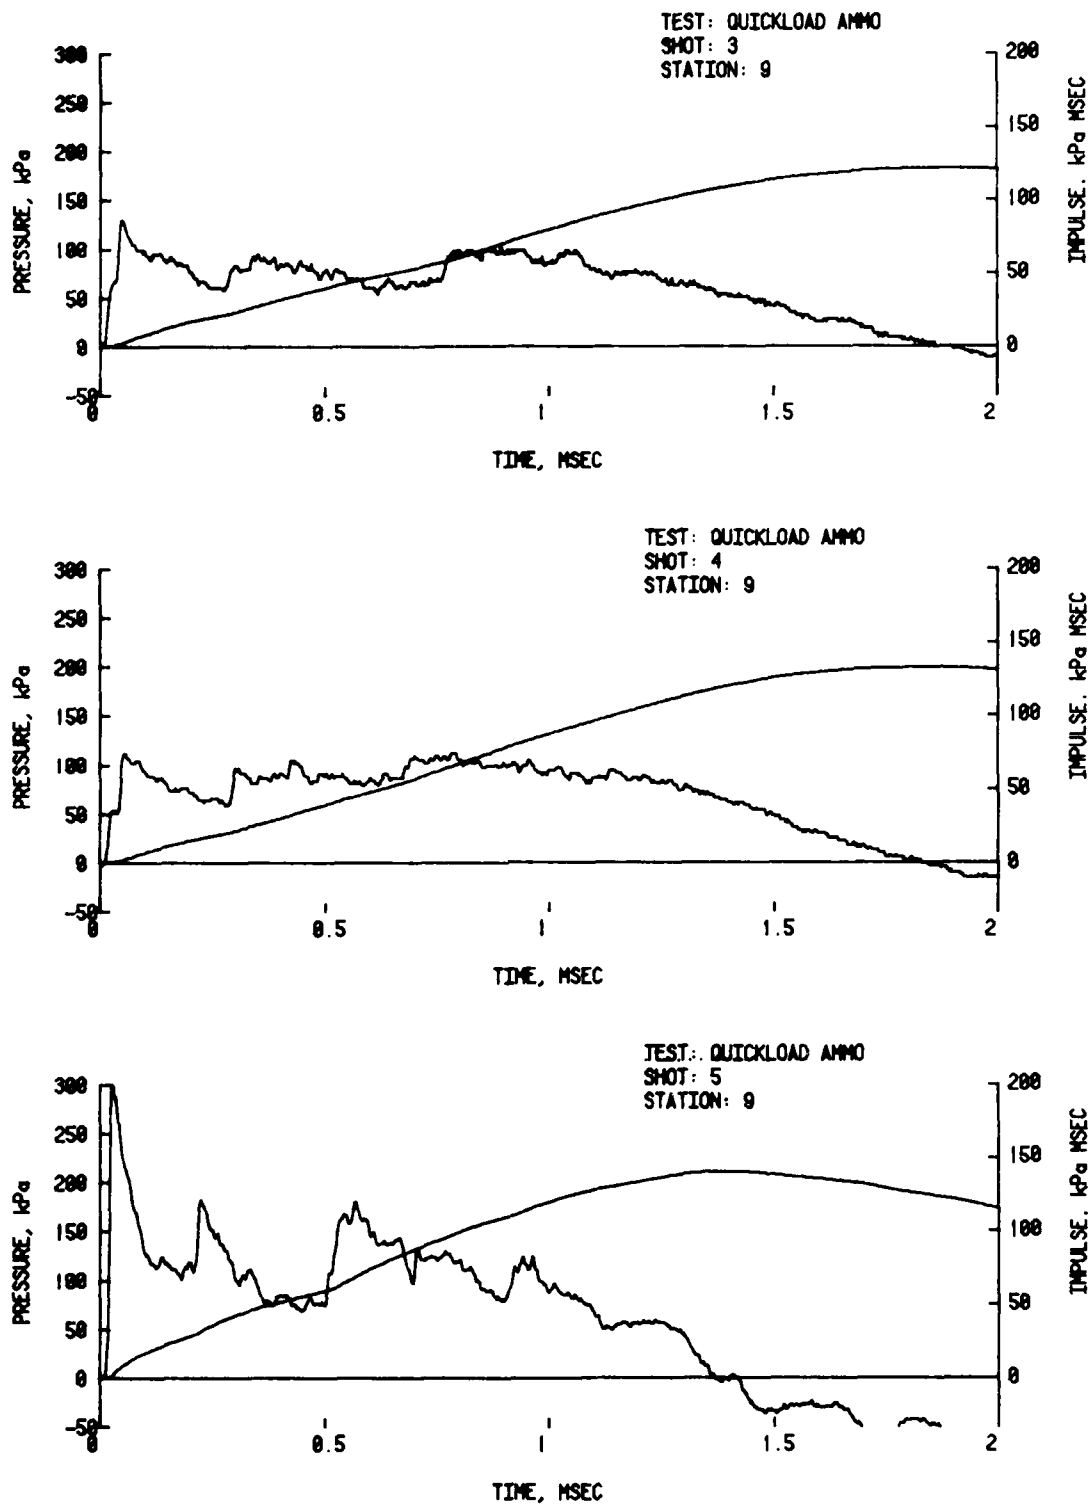 TEST: QUICKLOAD AMMO
SHOT: 3
STATION: 9
300
250
200
150
100
50
0
-50
PRESSURE, kPa
200
150
100
50
0
IMPULSE. kPa MSEC
0 0.5 1 1.5 2
TIME, MSEC
TEST: QUICKLOAD AMMO
SHOT: 4
STATION: 9
300
250
200
150
100
50
0
-50
PRESSURE, kPa
200
150
100
50
0
IMPULSE. kPa MSEC
0 0.5 1 1.5 2
TIME, MSEC
TEST: QUICKLOAD AMMO
SHOT: 5
STATION: 9
300
250
200
150
100
50
0
-50
PRESSURE, kPa
200
150
100
50
0
IMPULSE. kPa MSEC
0 0.5 1 1.5 2
TIME, MSEC